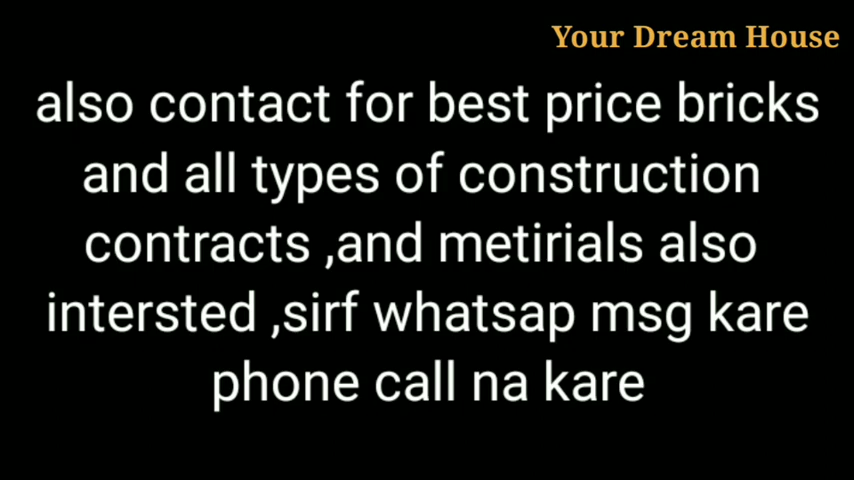 Your Dream House
also contact for best price bricks
and all types of construction
contracts ,and metirials also
intersted ,sirf whatsap msg kare
phone call na kare